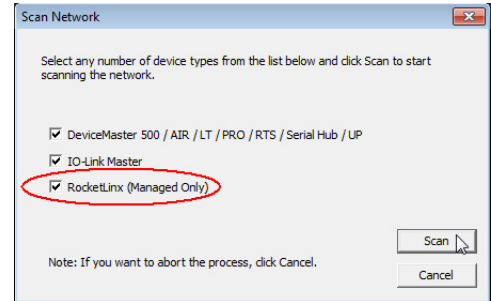 Scan Network
Select any number of device types from the list below and click Scan to start
scanning the network.
DeviceMaster 500 / AIR / LT / PRO / RTS / Serial Hub / UP
IO-Link Master
RocketLinx (Managed Only)
Scan
Note: If you want to abort the process, click Cancel.
Cancel